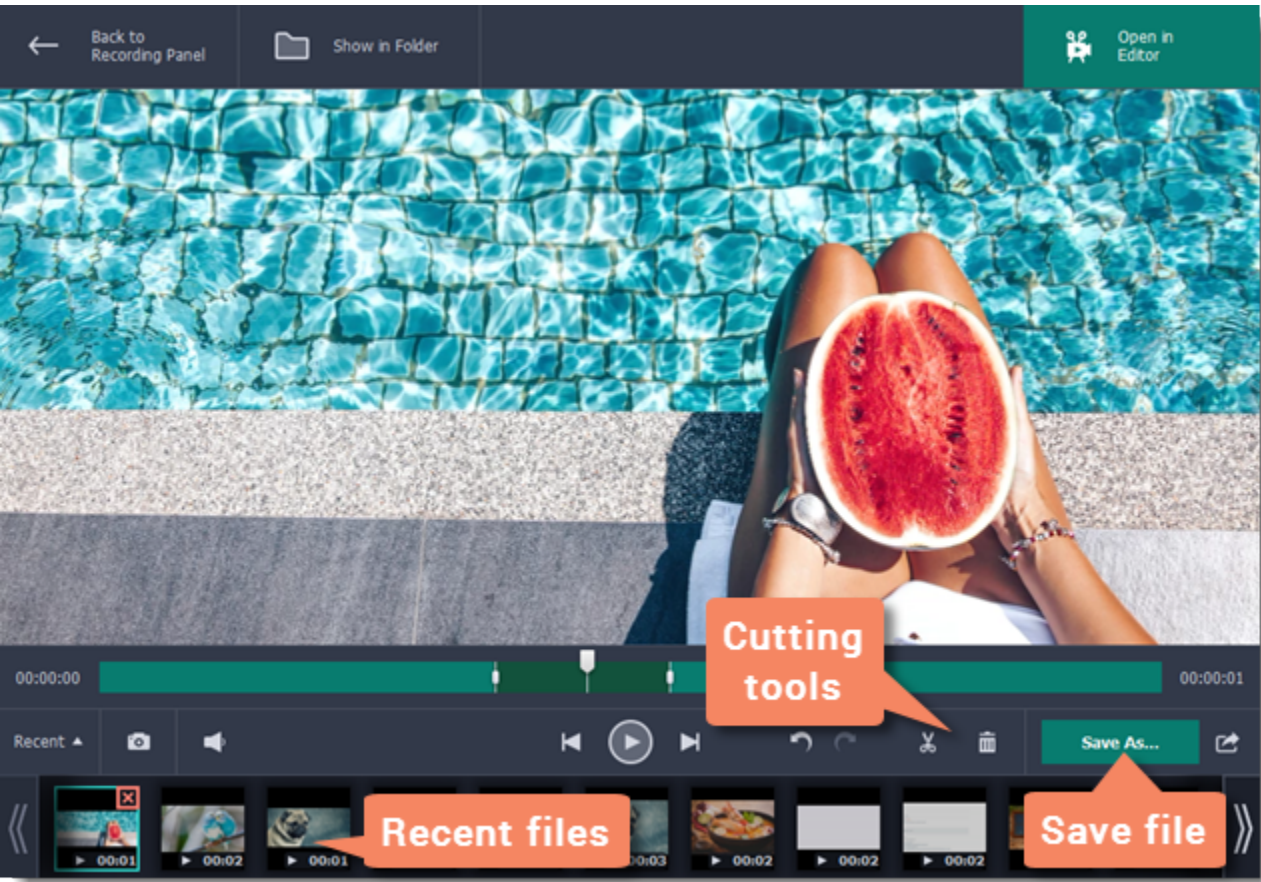 Back to
Recording Panel
Show in Folder
Open in
Editor
Cutting
tools
00:00:00
00:00:01
Recent
Save As...
Recent files
Save file
00:01
00:02
00:01
00:03
00:02
00:02
00:02